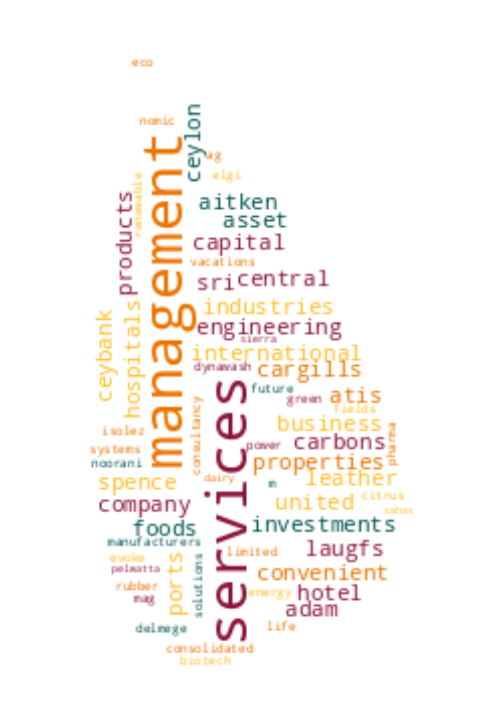 eco
nomic
ceylon
ag
elgi
renewable
products
management
aitken
asset
capital
vacations
sri
central
hospitals
industries
engineering
sierra
ceybank
international
dynawash
cargills
services
future
green
atis
fields
consultancy
business
isolez
power
carbons
pharma
systems
noorani
properties
dairy
m
leather
spence
citrus
company
united
sahas
foods
investments
manufacturers
laugfs
limited
evoke
pelwatta
ports
solutions
convenient
rubber
mag
energy
hotel
adam
delmege
life
consolidated
biotech